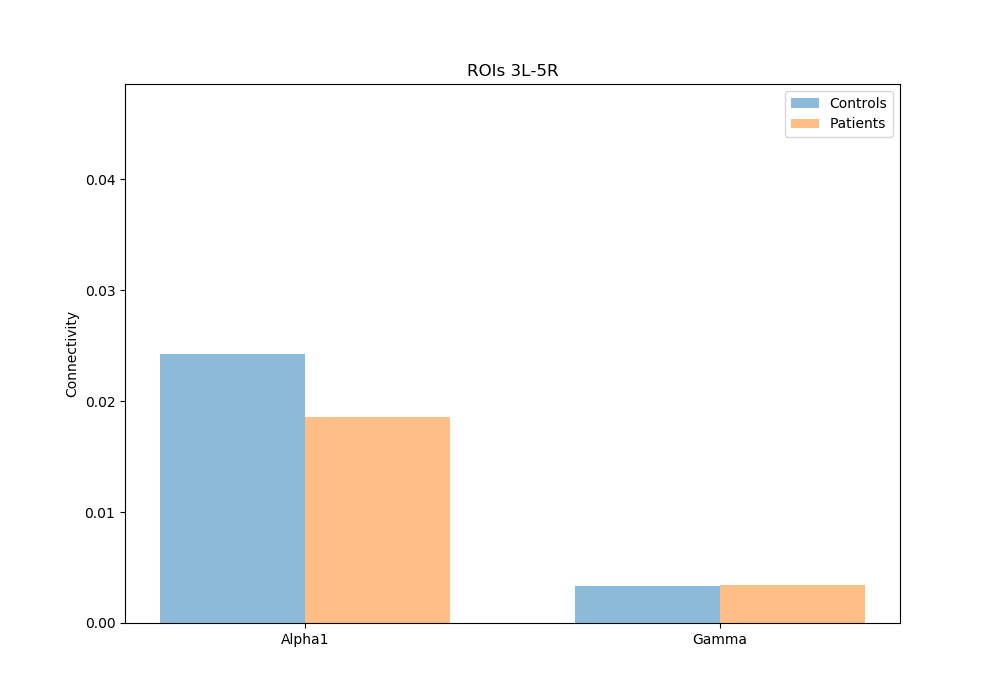 ROIs 3L-5R
Controls
Patients
0.04
0.03
0.02
0.01
0.00
Connectivity
Alpha1
Gamma